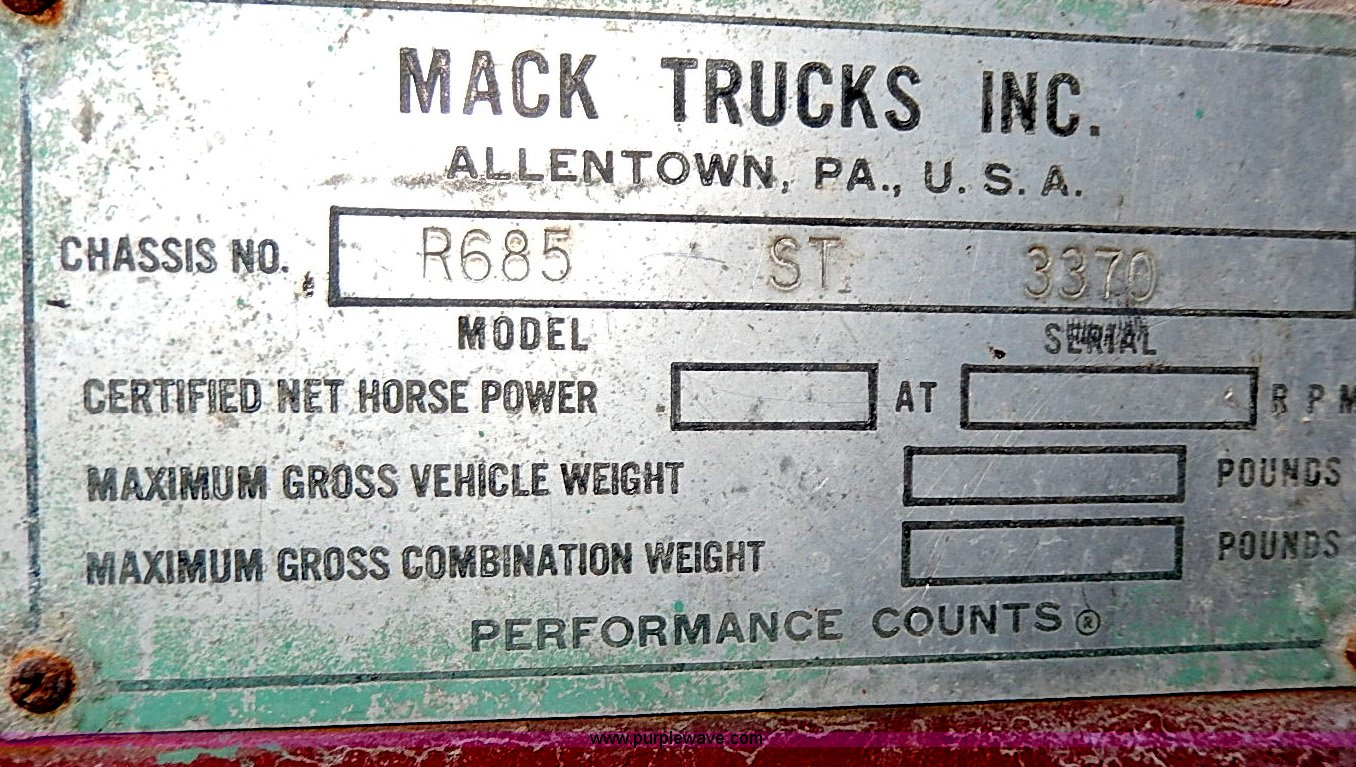 MACK TRUCKS INC.
ALLENTOWN, PA., U. S. A.
CHASSIS NO. R685 ST 3370
MODEL SERIAL
CERTIFIED NET HORSE POWER AT R P M
MAXIMUM GROSS VEHICLE WEIGHT POUNDS
MAXIMUM GROSS COMBINATION WEIGHT POUNDS
PERFORMANCE COUNTS ®
www.purplewave.com